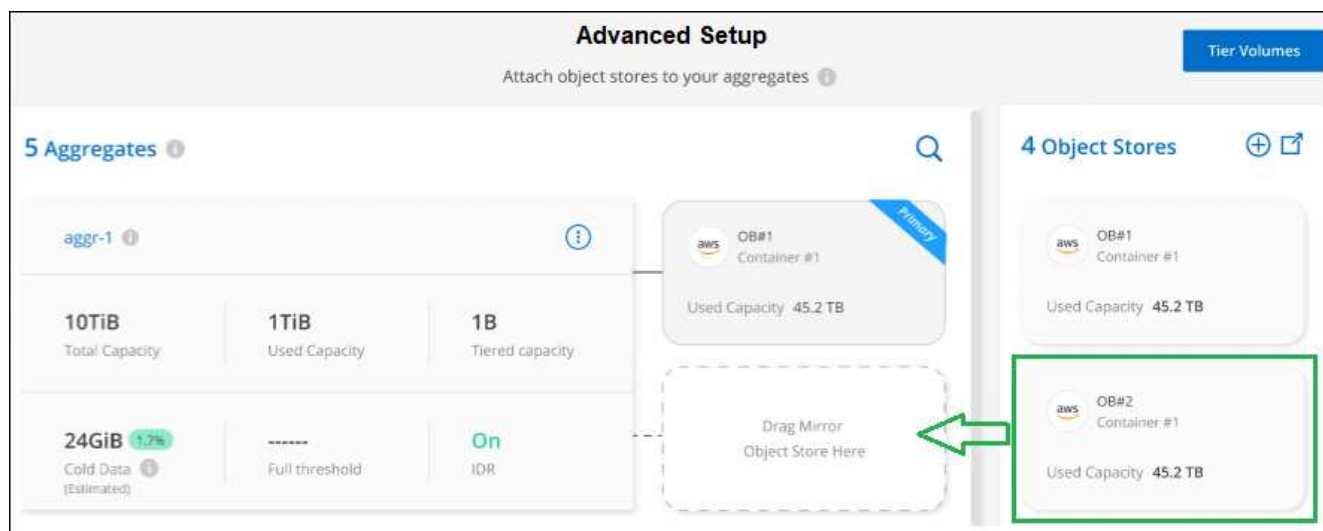 Advanced Setup
Attach object stores to your aggregates
Tier Volumes
5 Aggregates
aggr-1
10TiB
Total Capacity
1TiB
Used Capacity
1B
Tiered capacity
24GiB 1.7%
Cold Data
(Estimated)
------
Full threshold
On
IDR
Primary
aws
OB#1
Container #1
Used Capacity 45.2 TB
Drag Mirror
Object Store Here
4 Object Stores
aws
OB#1
Container #1
Used Capacity 45.2 TB
aws
OB#2
Container #1
Used Capacity 45.2 TB